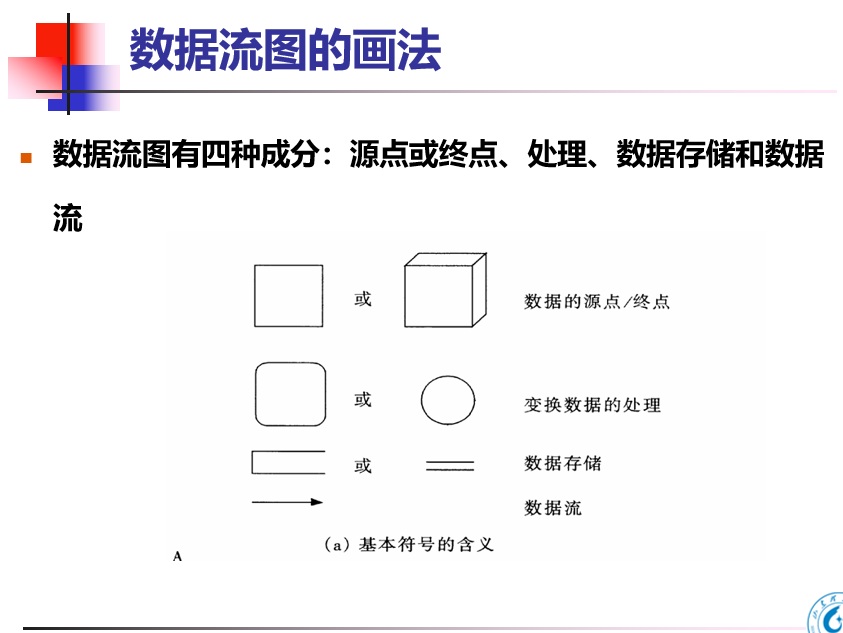 数据流图的画法
数据流图有四种成分：源点或终点、处理、数据存储和数据
流
或
数据的源点/终点
或
变换数据的处理
或
数据存储
数据流
(a) 基本符号的含义
A